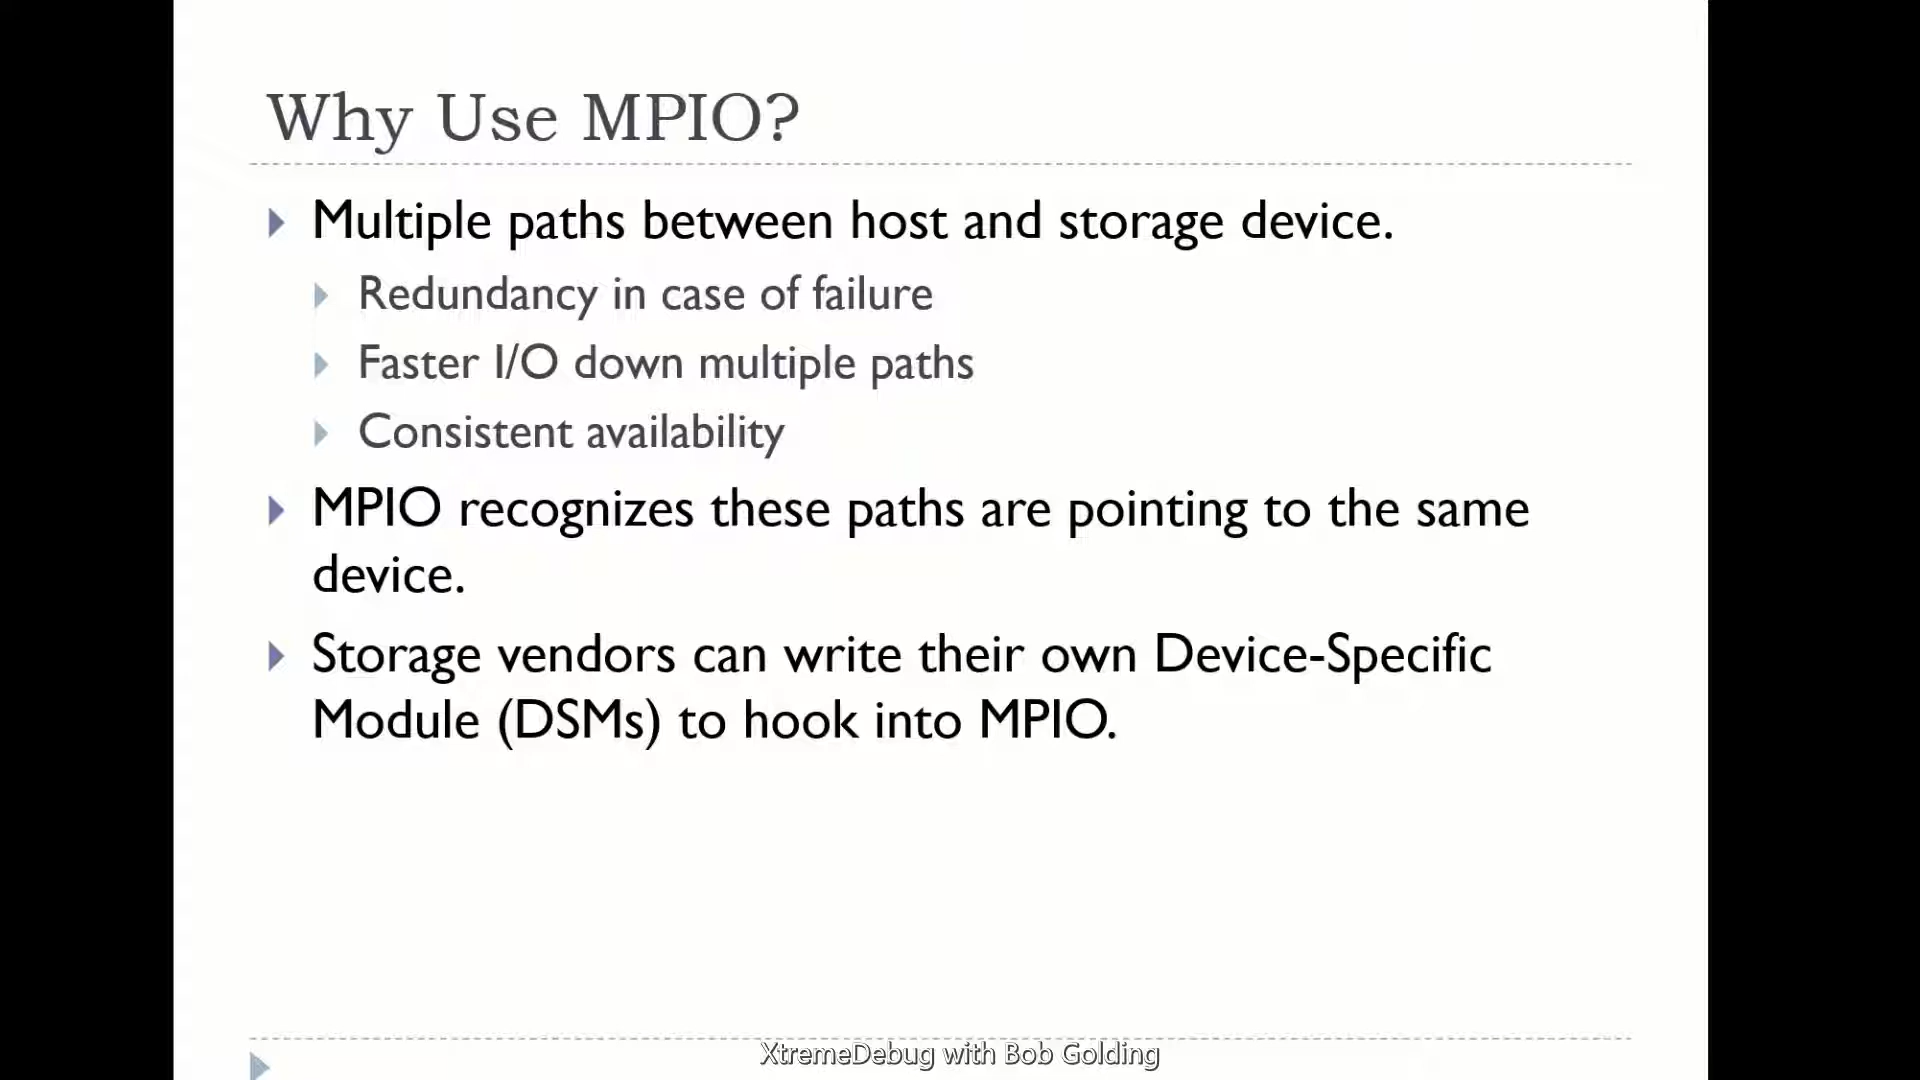 Why Use MPIO?
Multiple paths between host and storage device.
Redundancy in case of failure
Faster I/O down multiple paths
Consistent availability
MPIO recognizes these paths are pointing to the same
device.
Storage vendors can write their own Device-Specific
Module (DSMs) to hook into MPIO.
XtremeDebug with Bob Golding